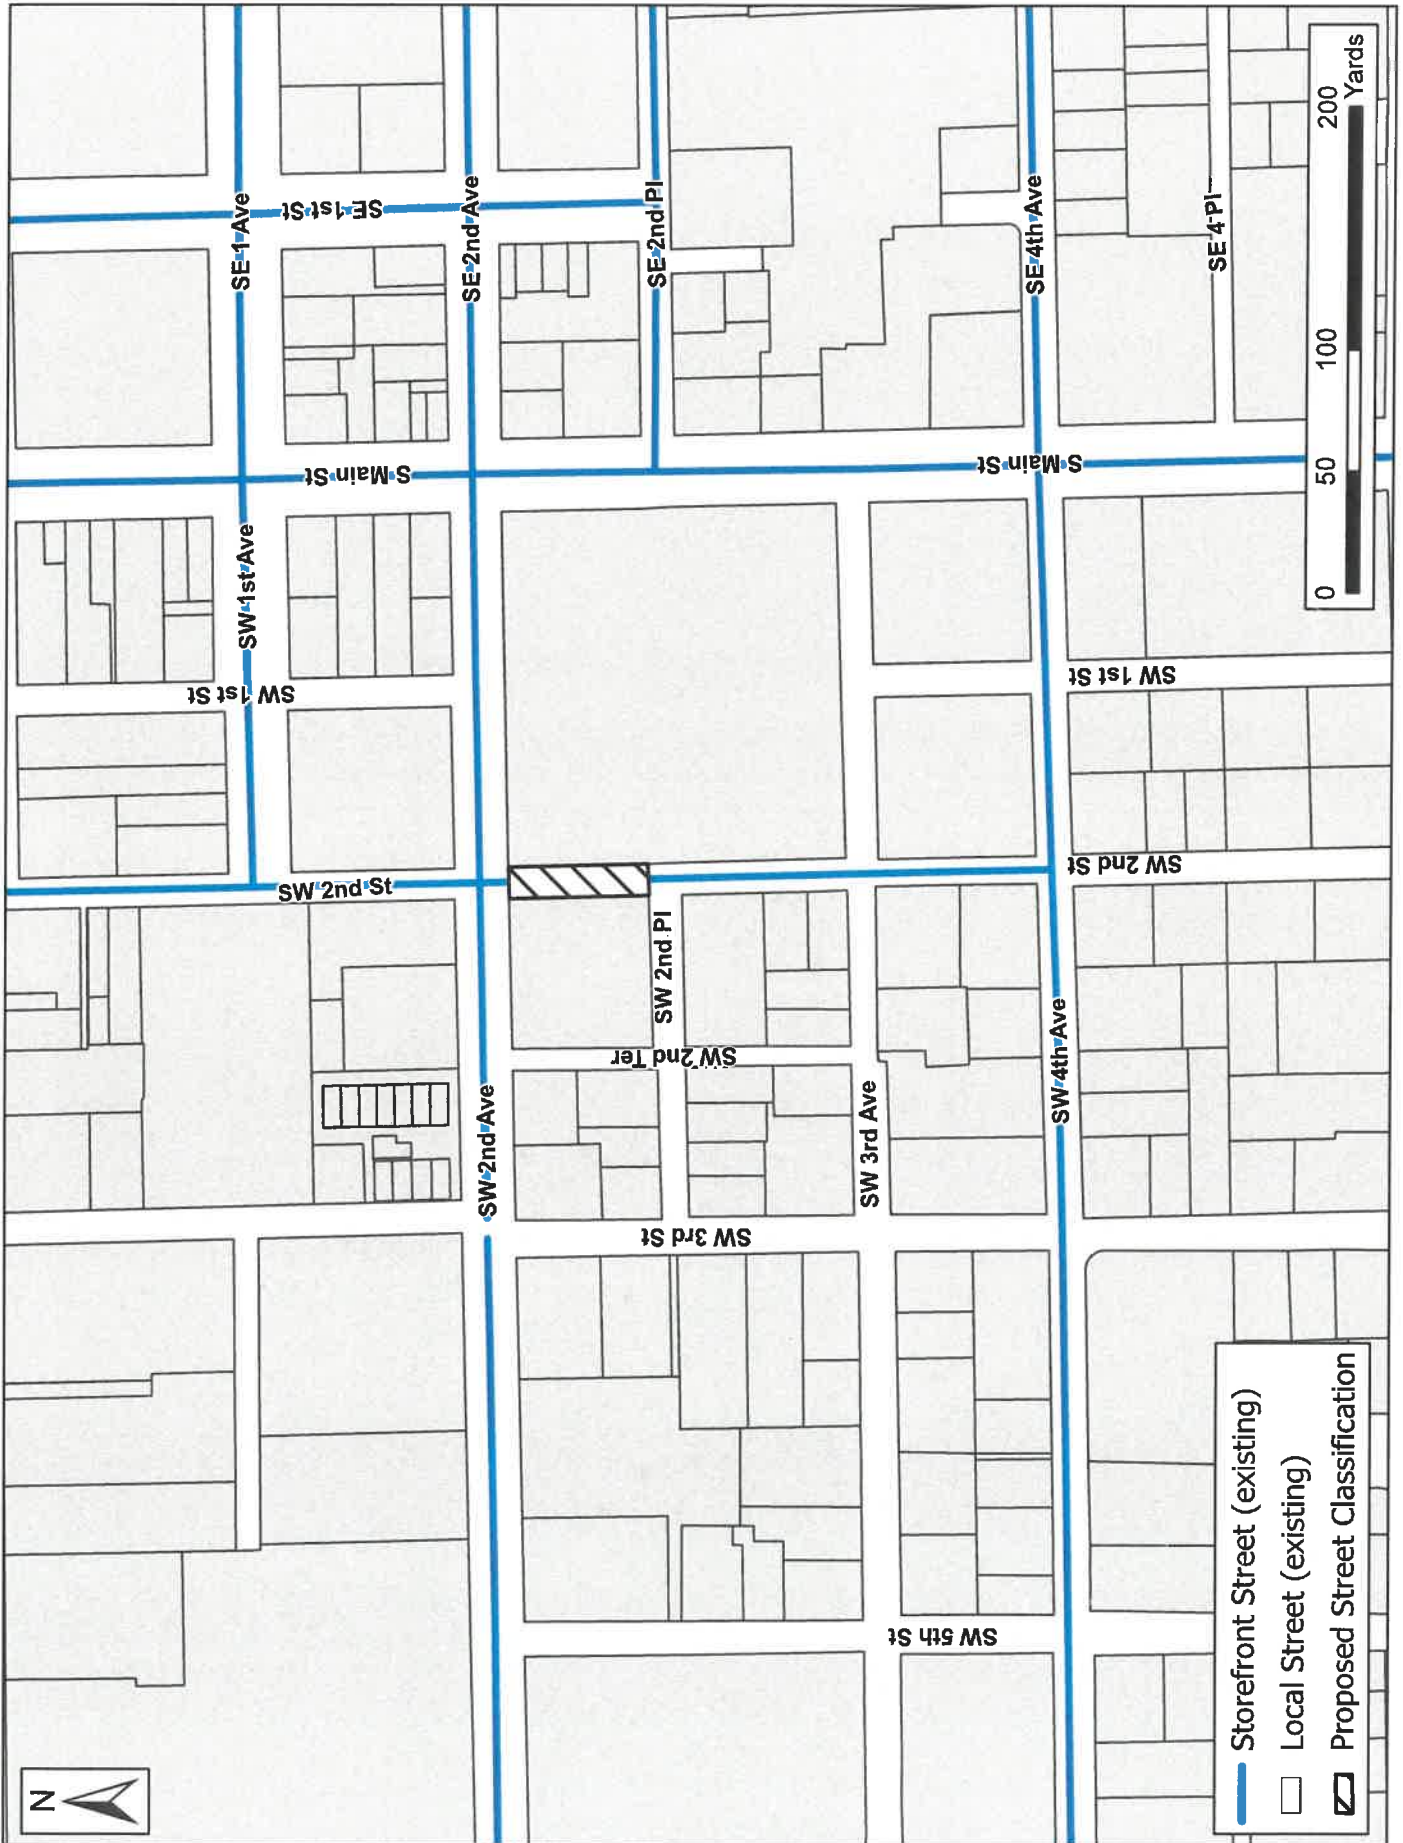 N
SE 1 Ave
SE 1st St
SE 2nd Ave
SE 2nd Pl
SE 4th Ave
SE 4 Pl
S Main St
S Main St
SW 1st Ave
SW 1st St
SW 1st St
SW 2nd St
SW 2nd St
SW 2nd Pl
SW 2nd Ter
SW 2nd Ave
SW 3rd Ave
SW 4th Ave
SW 3rd St
SW 5th St
Storefront Street (existing)
Local Street (existing)
Proposed Street Classification
0 50 100 200
Yards